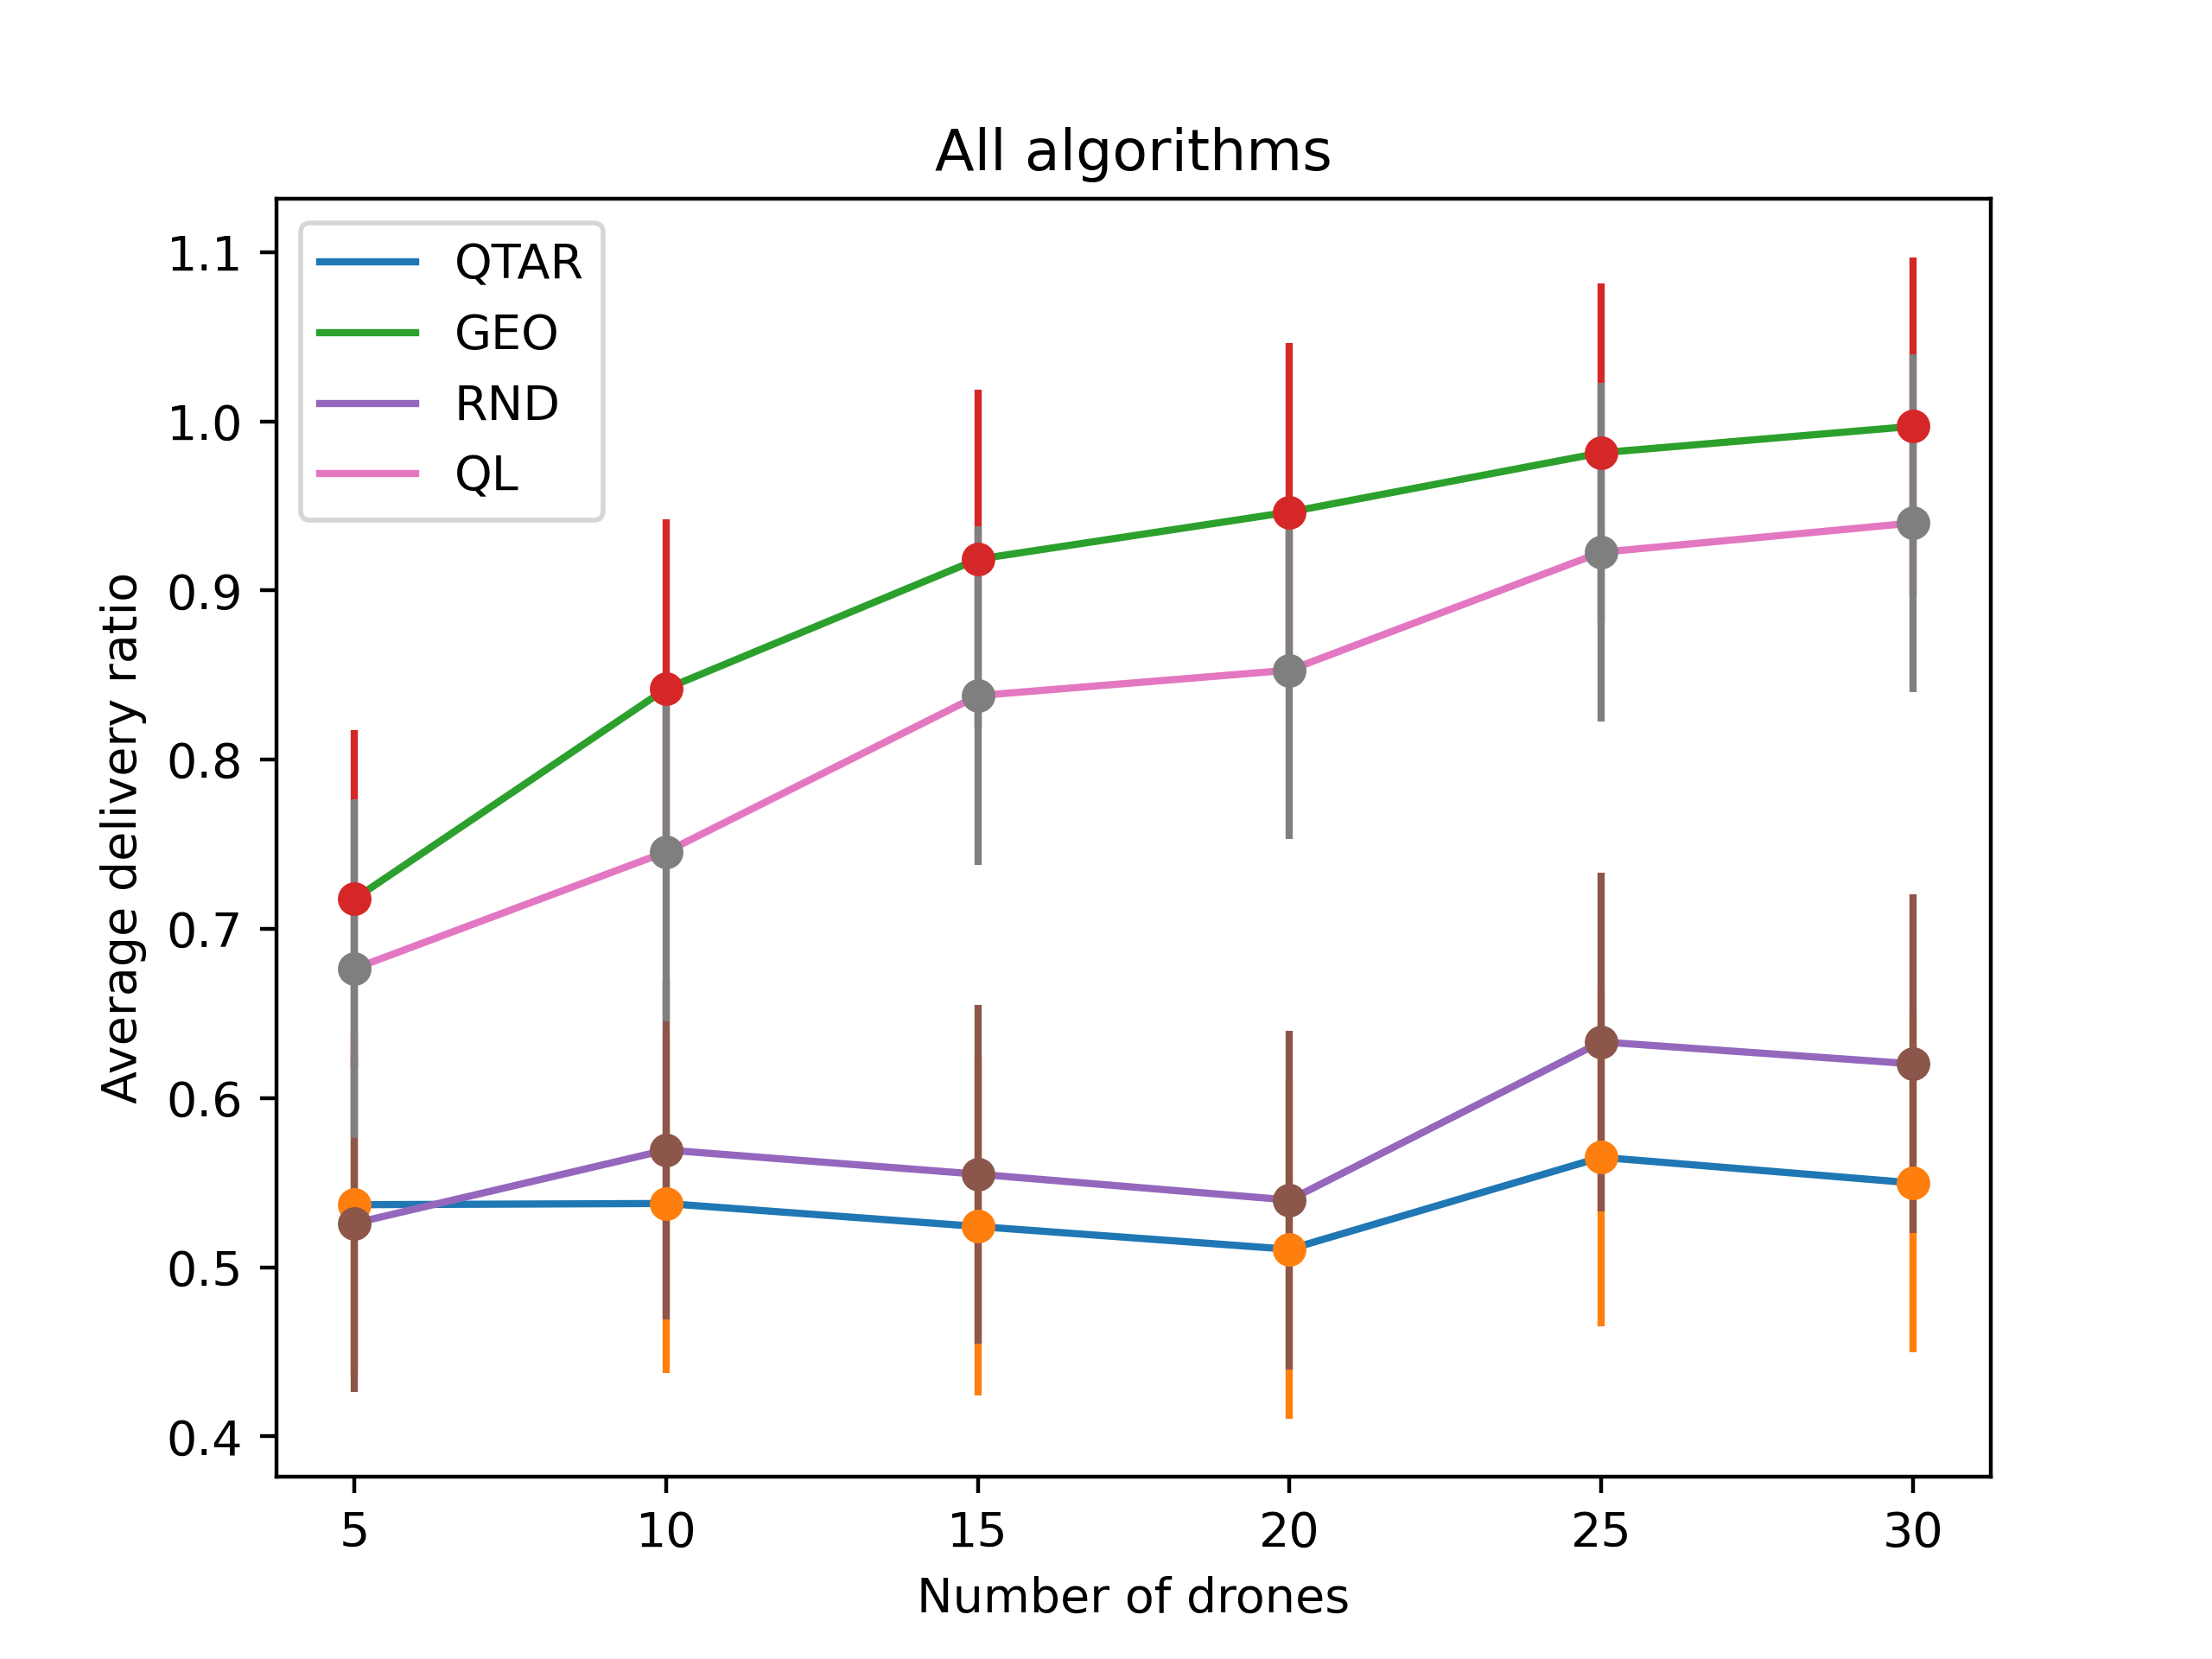 All algorithms
QTAR
GEO
RND
QL
Average delivery ratio
1.1
1.0
0.9
0.8
0.7
0.6
0.5
0.4
5 10 15 20 25 30
Number of drones